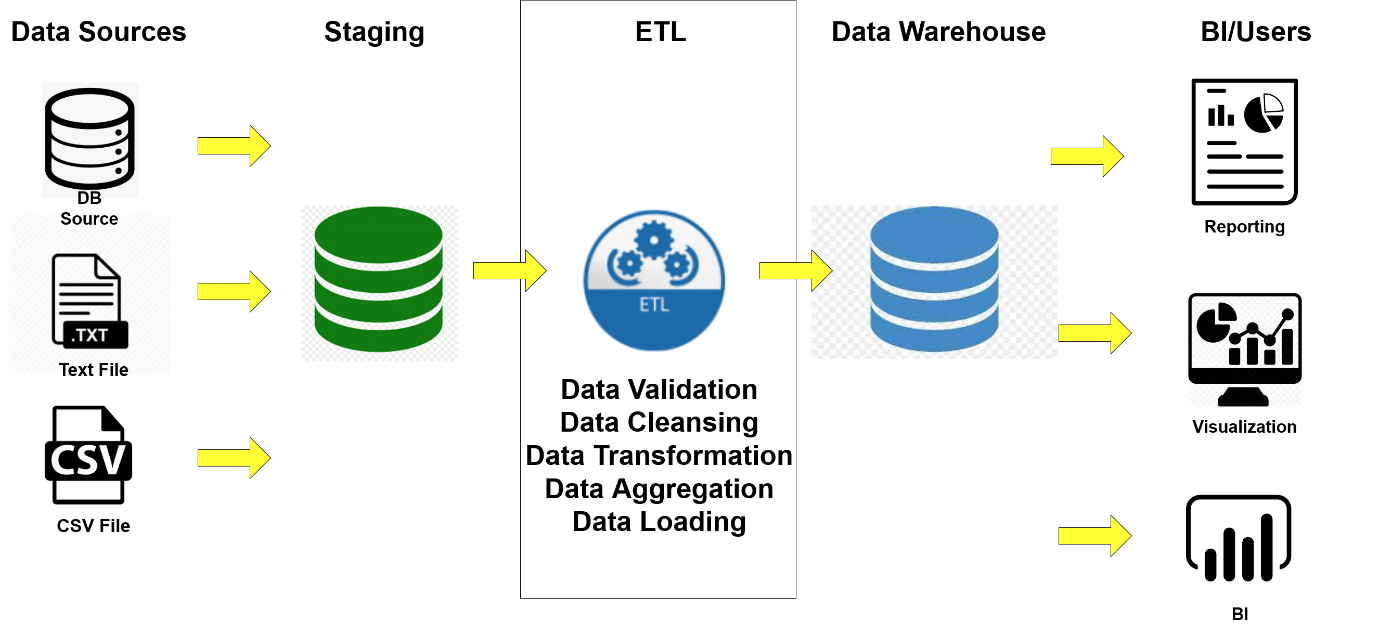 Data Sources
Staging
ETL
Data Warehouse
BI/Users
DB
Source
.TXT
Text File
CSV
CSV File
ETL
Data Validation
Data Cleansing
Data Transformation
Data Aggregation
Data Loading
Reporting
Visualization
BI